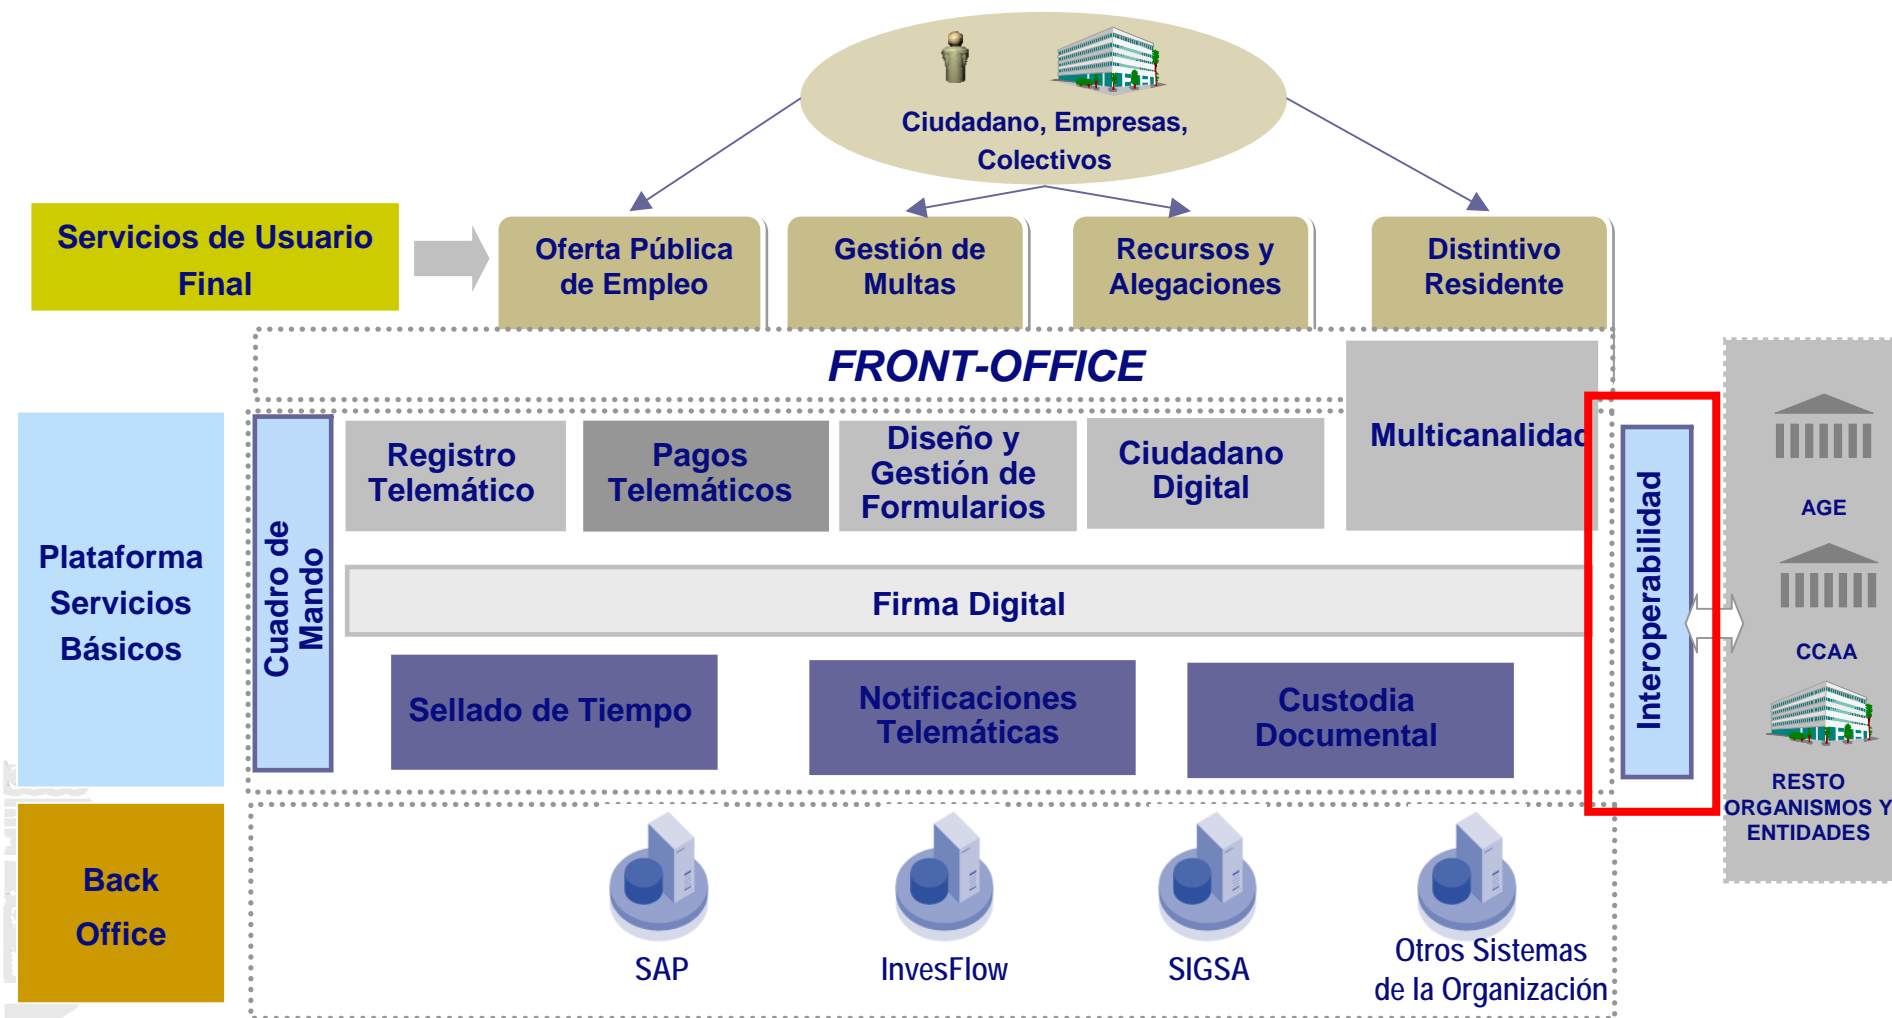 Ciudadano, Empresas,
Colectivos
Servicios de Usuario
Final
Oferta Pública
de Empleo
Gestión de
Multas
Recursos y
Alegaciones
Distintivo
Residente
FRONT-OFFICE
Plataforma
Servicios
Básicos
Cuadro de
Mando
Registro
Telemático
Pagos
Telemáticos
Diseño y
Gestión de
Formularios
Ciudadano
Digital
Multicanalidad
Firma Digital
Sellado de Tiempo
Notificaciones
Telemáticas
Custodia
Documental
Interoperabilidad
AGE
CCAA
RESTO
ORGANISMOS Y
ENTIDADES
Back
Office
SAP
InvesFlow
SIGSA
Otros Sistemas
de la Organización